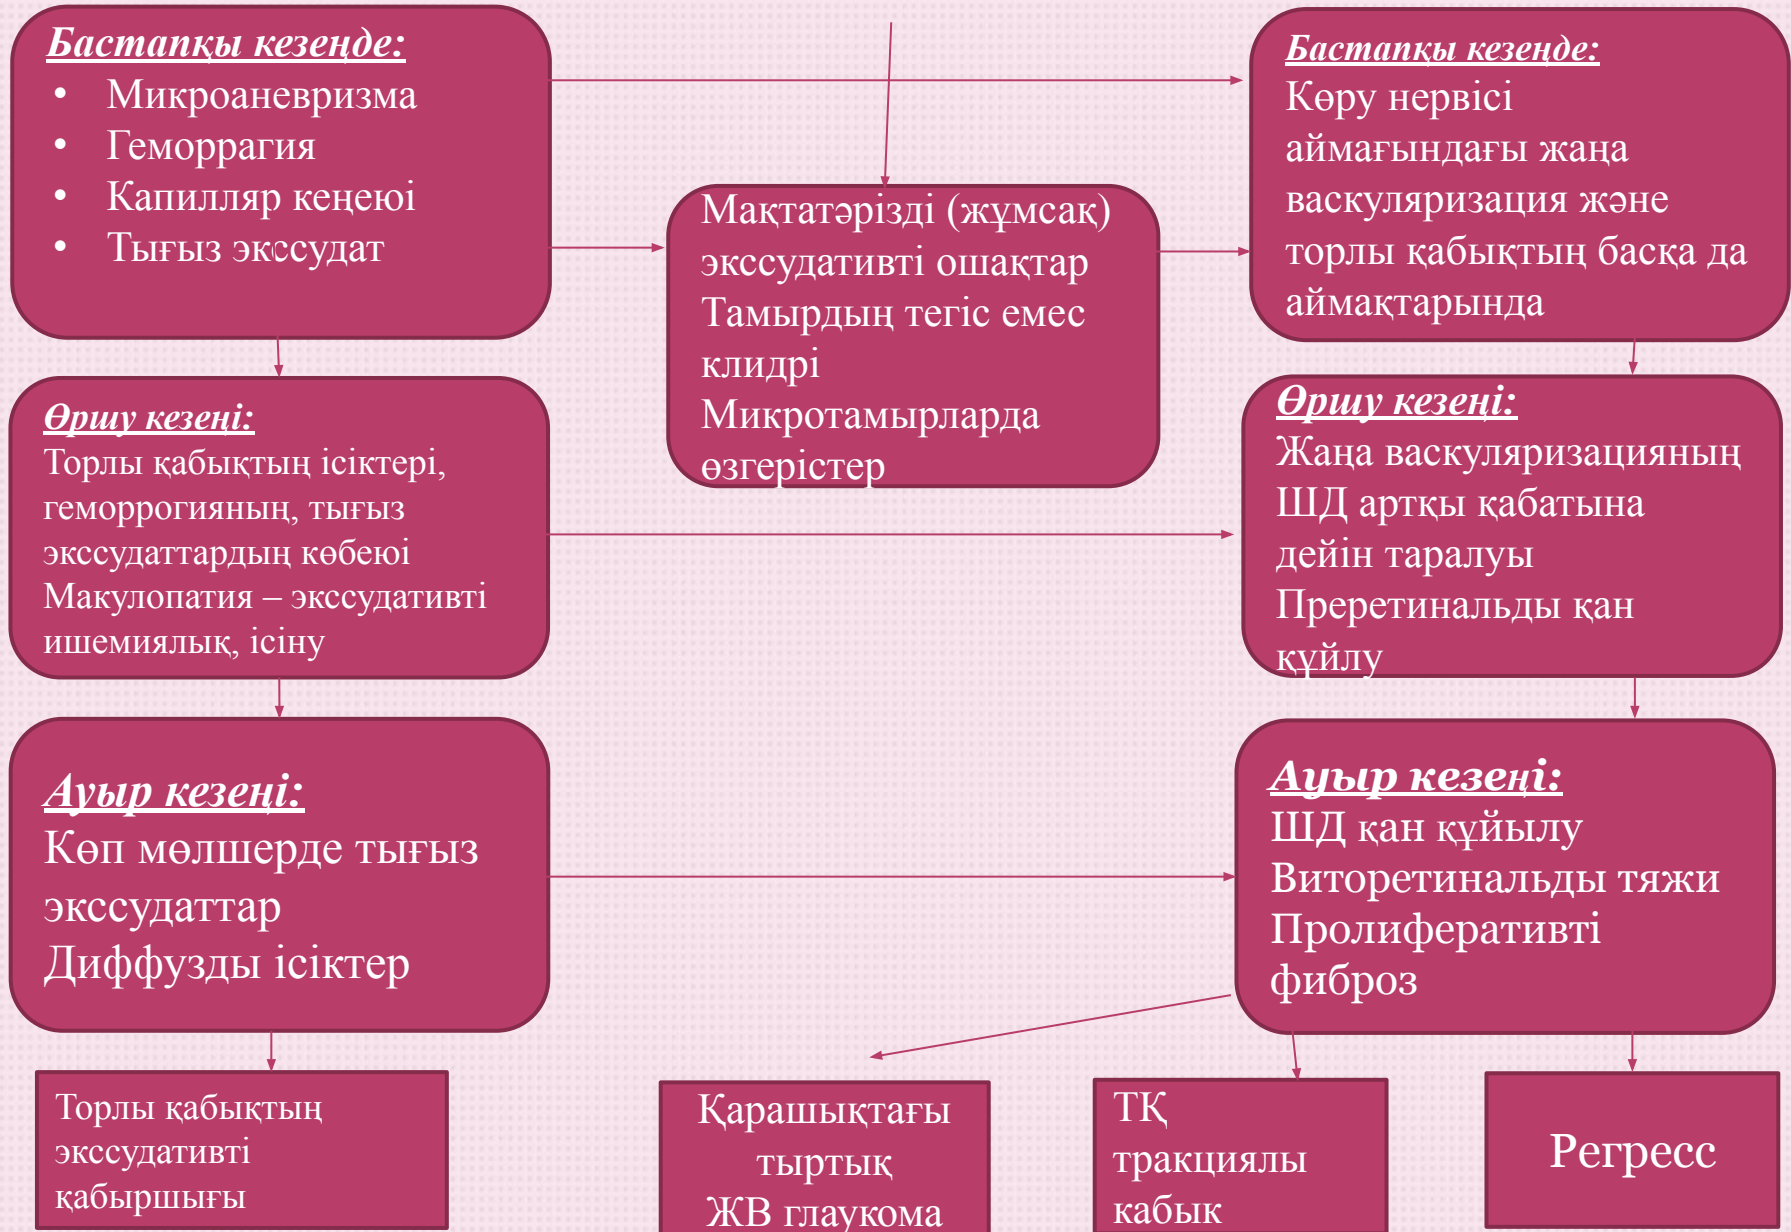 Бастапқы кезеңде:
• Микроаневризма
• Геморрагия
• Капилляр кеңеюі
• Тығыз экссудат
Мақтатәрізді (жұмсақ)
экссудативті ошақтар
Тамырдың тегіс емес
клидрі
Микротамырларда
өзгерістер
Бастапқы кезеңде:
Көру нервісі
аймағындағы жаңа
васкуляризация және
торлы қабықтың басқа да
аймақтарында
Өршу кезеңі:
Торлы қабықтың ісіктері,
геморрогияның, тығыз
экссудаттардың көбеюі
Макулопатия – экссудативті
ишемиялық, ісіну
Өршу кезеңі:
Жаңа васкуляризацияның
ШД артқы қабатына
дейін таралуы
Преретинальды қан
құйлу
Ауыр кезеңі:
Көп мөлшерде тығыз
экссудаттар
Диффузды ісіктер
Ауыр кезеңі:
ШД қан құйылу
Виторетинальды тяжи
Пролиферативті
фиброз
Торлы қабықтың
экссудативті
қабыршығы
Қарашықтағы
тыртық
ЖВ глаукома
ТҚ
тракциялы
кабык
Регресс